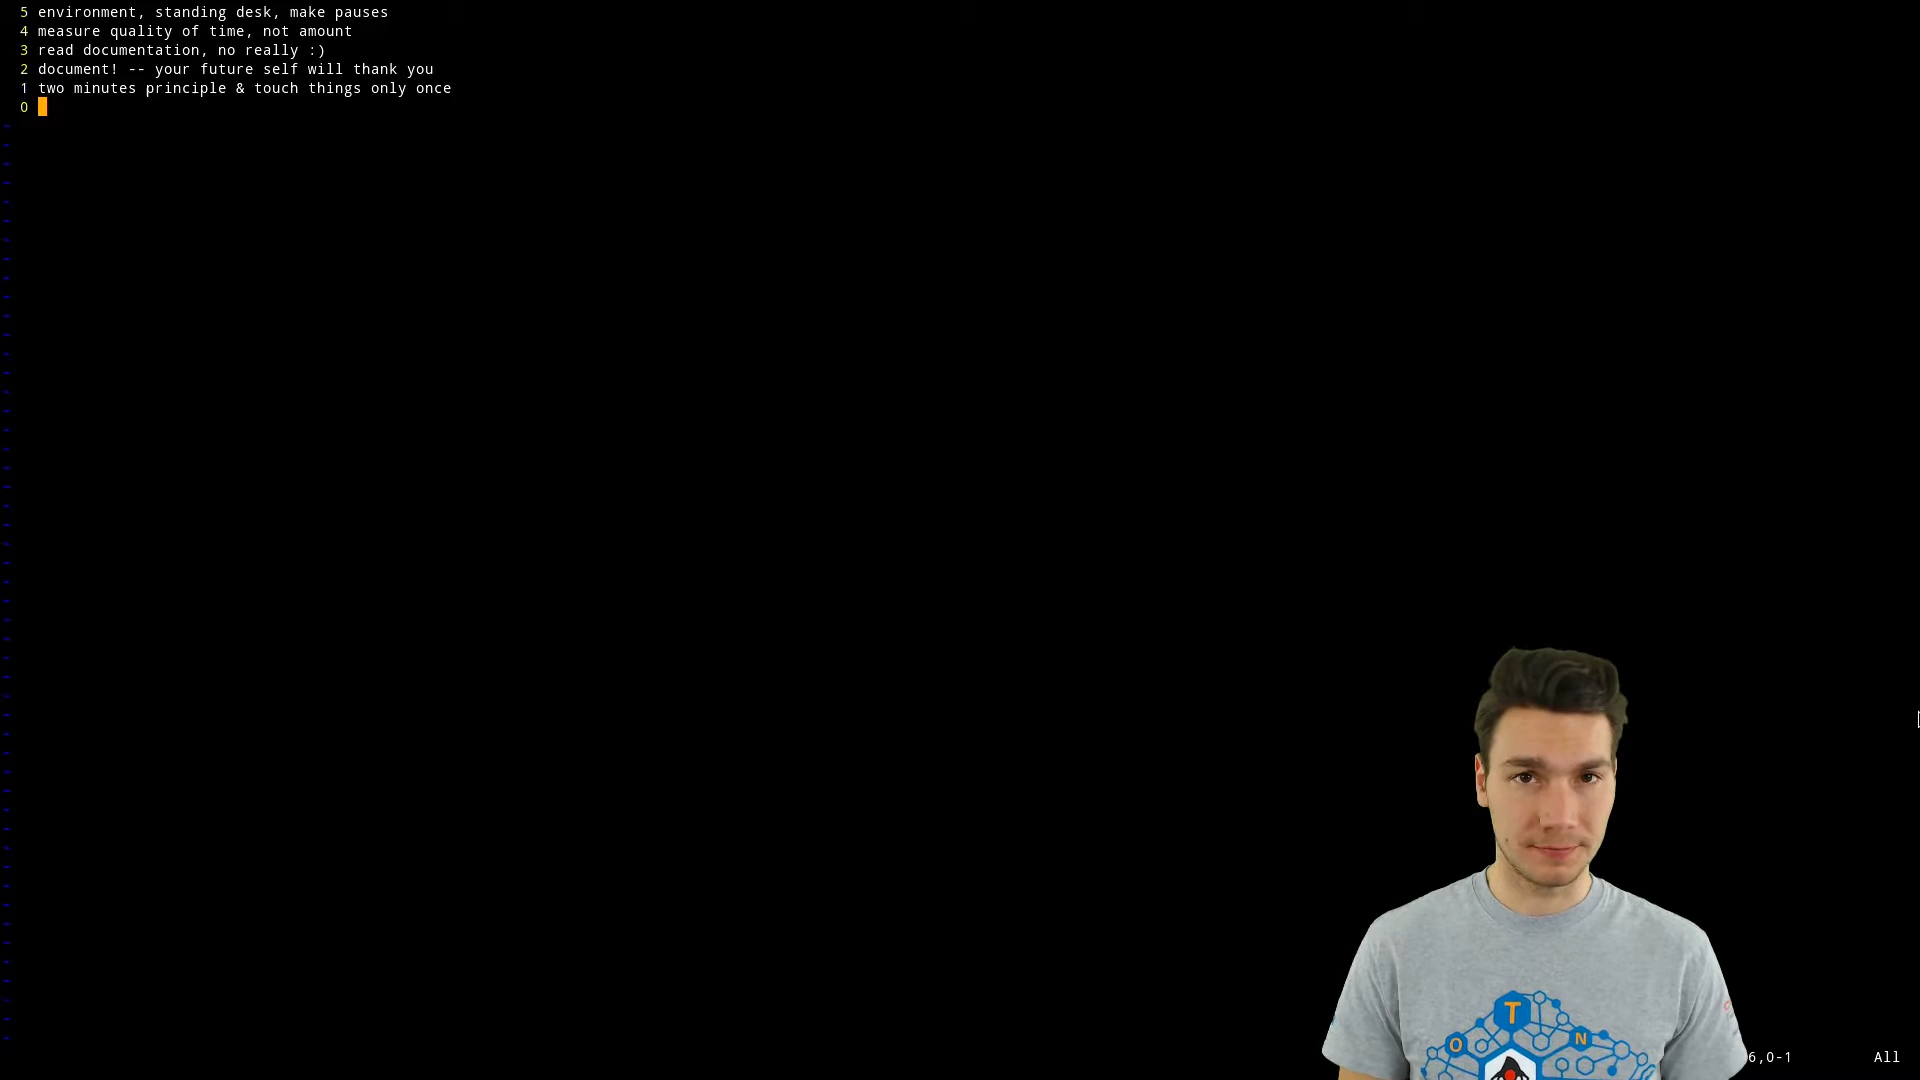 5 environment, standing desk, make pauses
4 measure quality of time, not amount
3 read documentation, no really :)
2 document! -- your future self will thank you
1 two minutes principle & touch things only once
0
T
O N
6,0-1 All